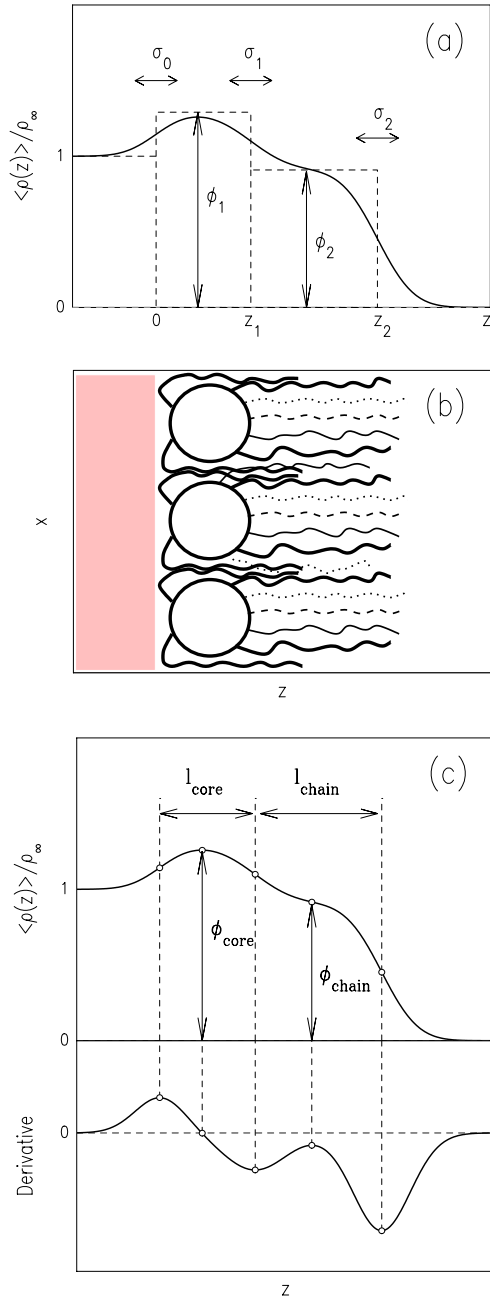 (a)
σ0
σ1
σ2
<ρ(z)>/ρ∞
1
ϕ1
ϕ2
0
0
z1
z2
z
(b)
x
z
(c)
lcore
lchain
<ρ(z)>/ρ∞
1
ϕcore
ϕchain
0
0
Derivative
z